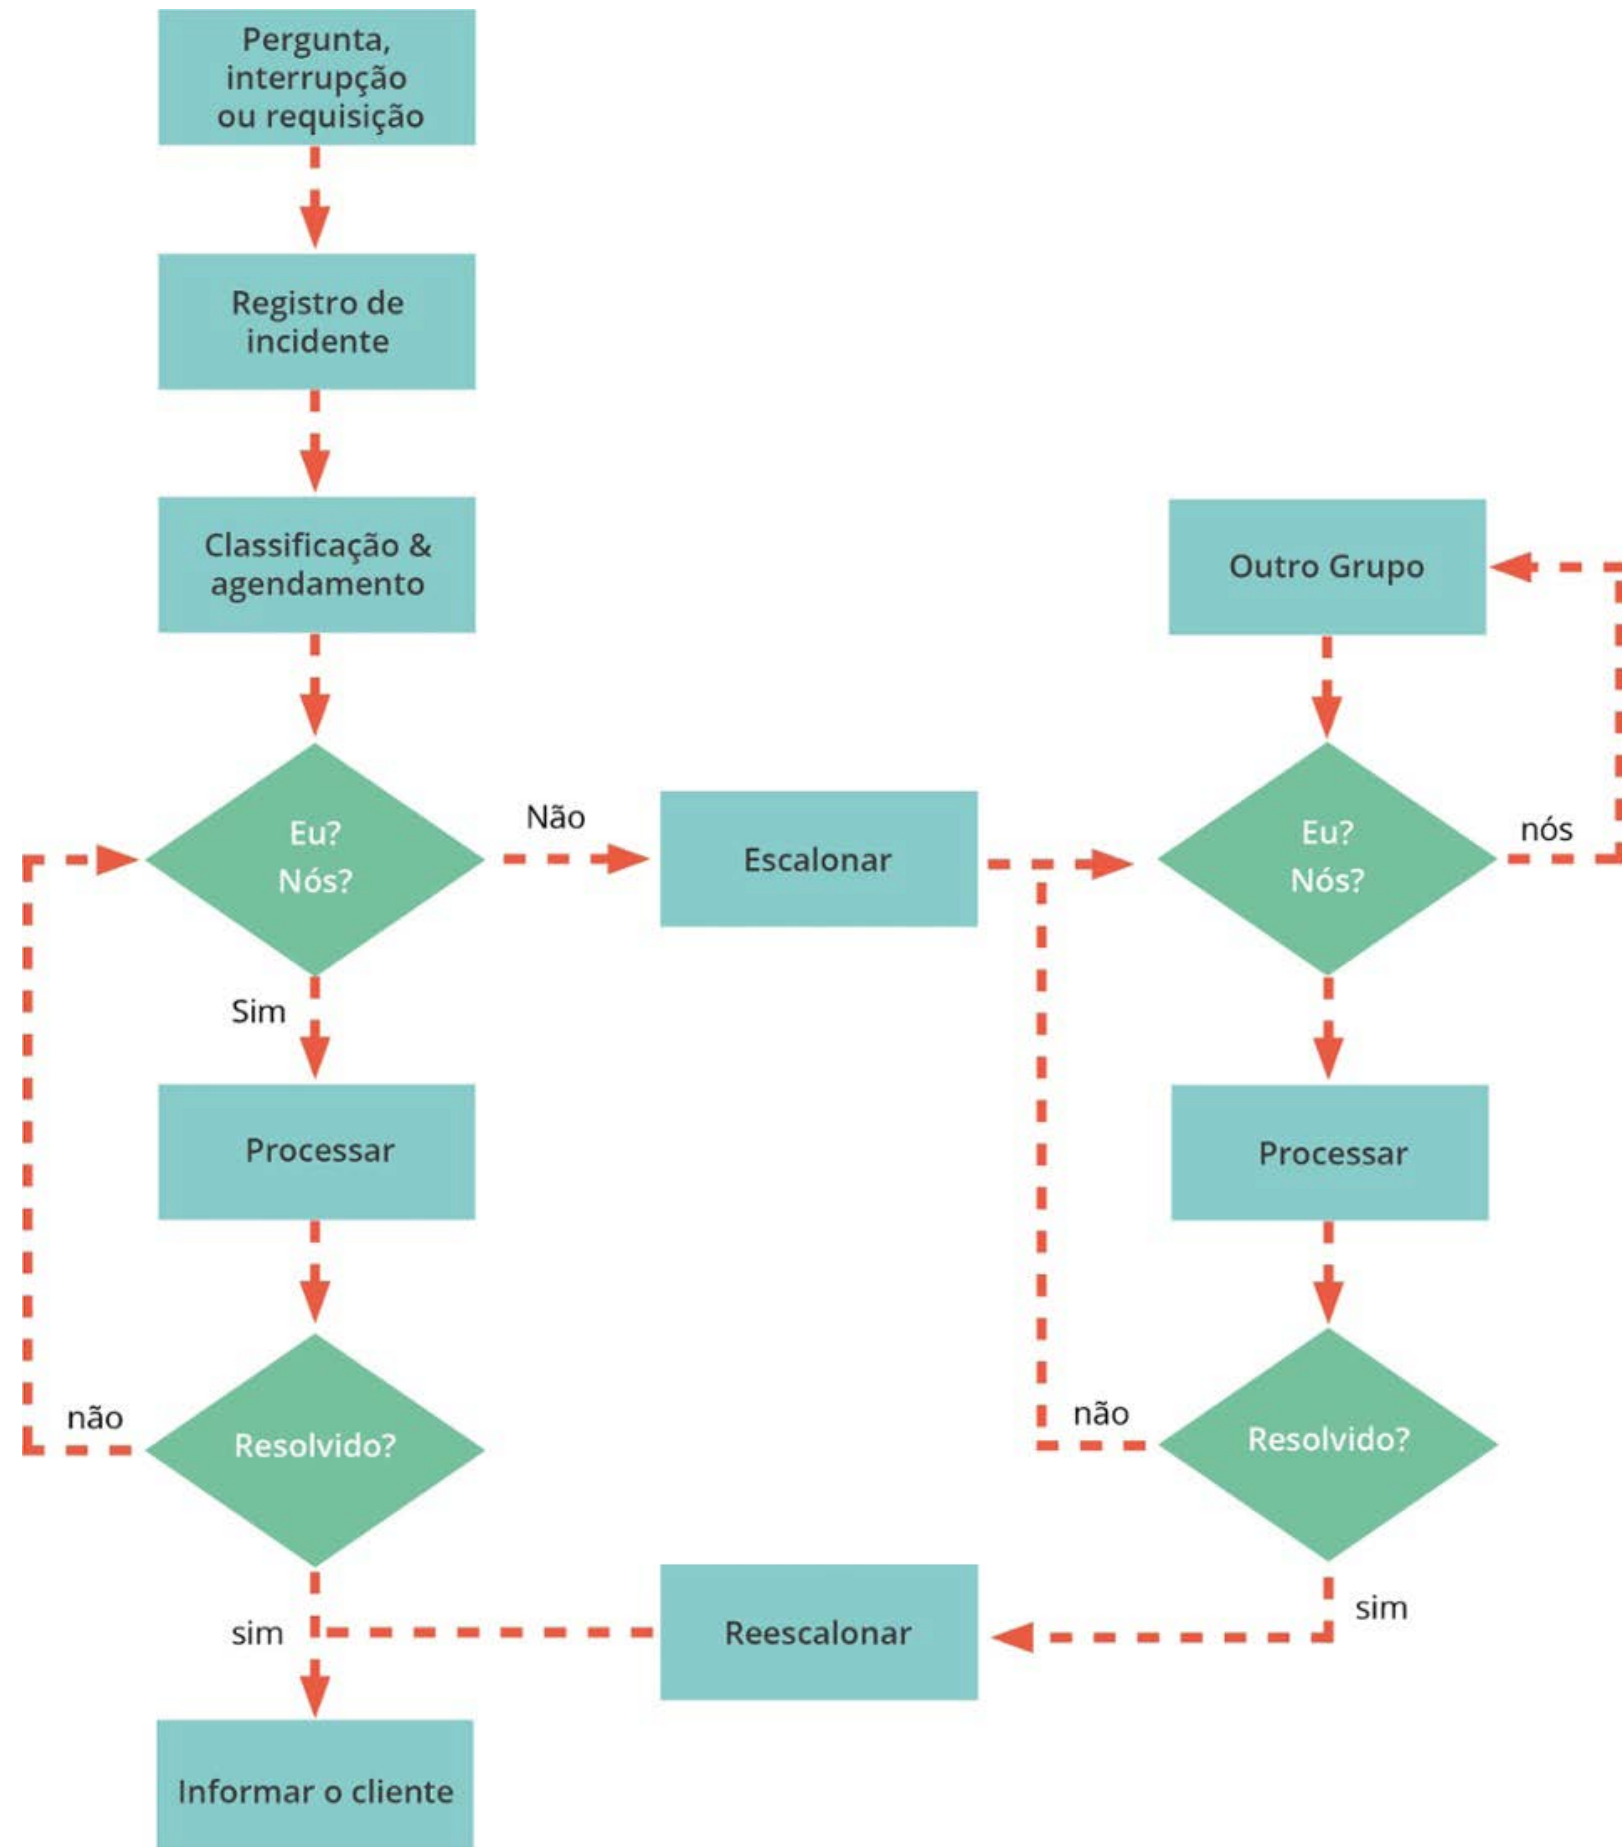 Pergunta,
interrupção
ou requisição
Registro de
incidente
Classificação &
agendamento
Outro Grupo
Eu?
Nós?
Não
Escalonar
Eu?
Nós?
nós
Sim
Processar
Processar
não
Resolvido?
não
Resolvido?
sim
Reescalonar
sim
Informar o cliente